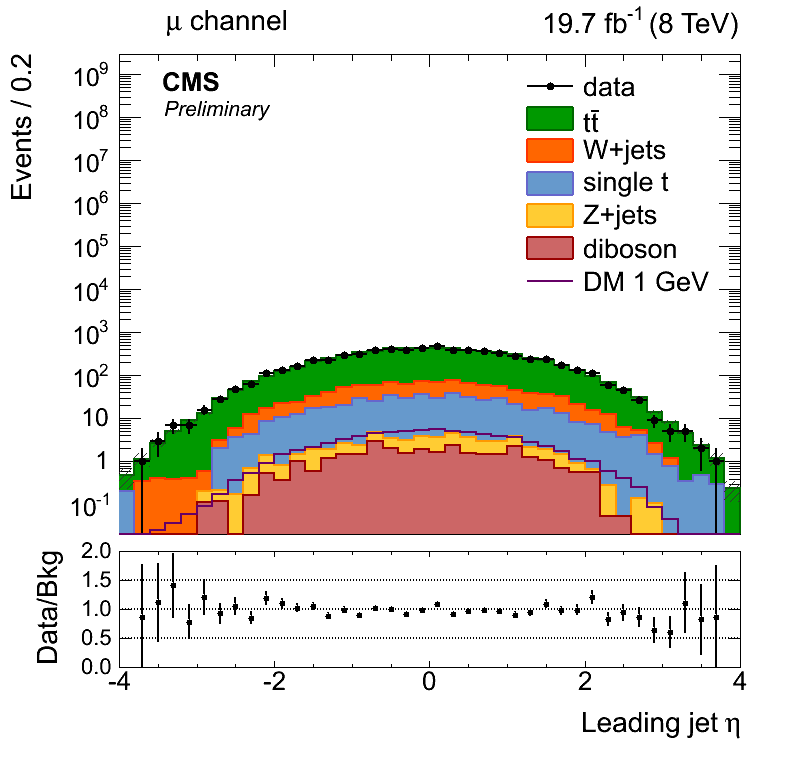 μ channel 19.7 fb⁻¹ (8 TeV)
Events / 0.2
CMS
Preliminary
data
tt̄
W+jets
single t
Z+jets
diboson
DM 1 GeV
10⁹
10⁸
10⁷
10⁶
10⁵
10⁴
10³
10²
10
1
10⁻¹
Data/Bkg
2.0
1.5
1.0
0.5
0.0
-4 -2 0 2 4
Leading jet η